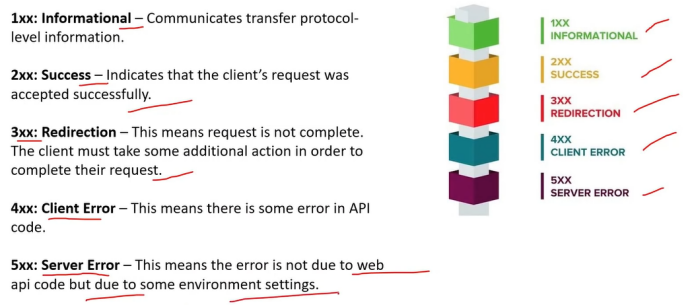 1xx: Informational – Communicates transfer protocol-
level information.
2xx: Success – Indicates that the client’s request was
accepted successfully.
3xx: Redirection – This means request is not complete.
The client must take some additional action in order to
complete their request.
4xx: Client Error – This means there is some error in API
code.
5xx: Server Error – This means the error is not due to web
api code but due to some environment settings.
1XX
INFORMATIONAL
2XX
SUCCESS
3XX
REDIRECTION
4XX
CLIENT ERROR
5XX
SERVER ERROR